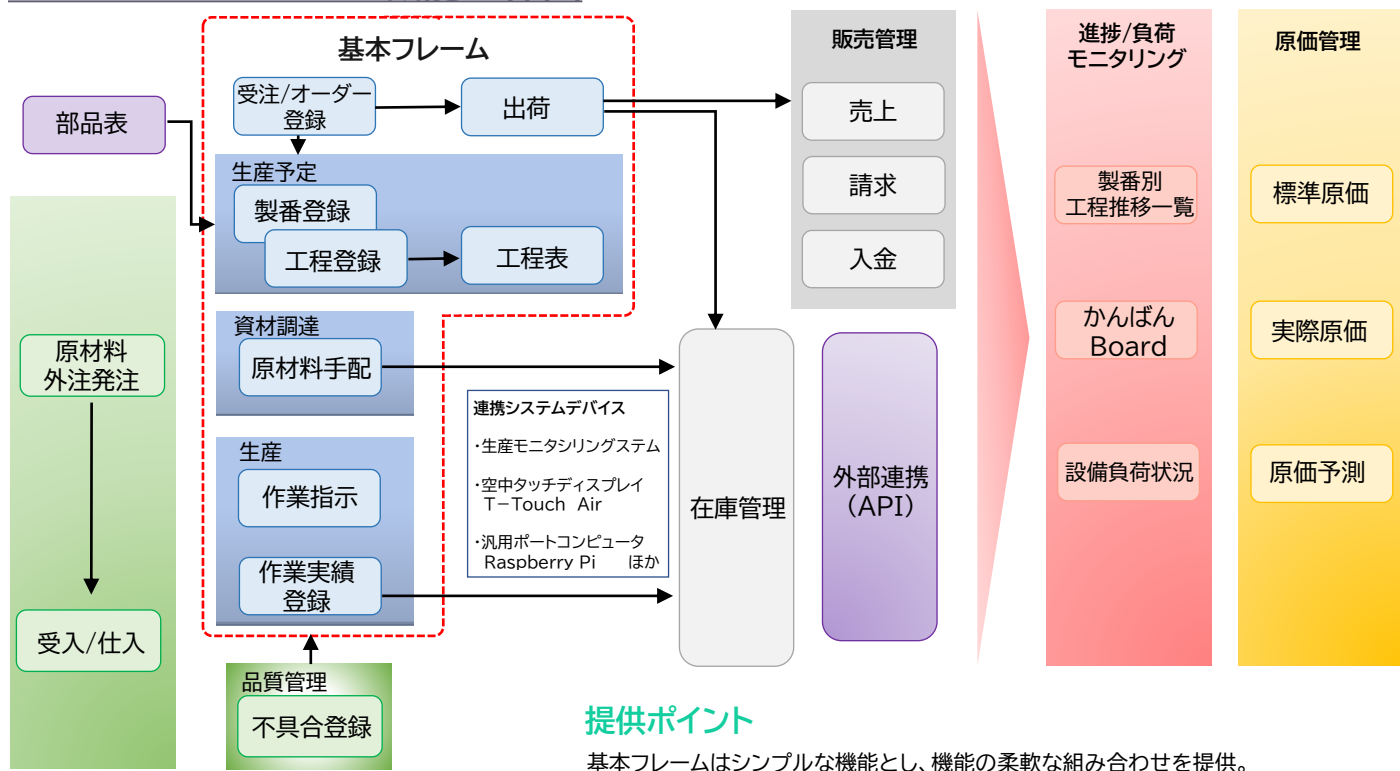 基本フレーム
受注/オーダー
登録
出荷
部品表
生産予定
製番登録
工程登録
工程表
資材調達
原材料手配
生産
作業指示
作業実績
登録
品質管理
不具合登録
原材料
外注発注
受入/仕入
連携システムデバイス
・生産モニタシリングステム
・空中タッチディスプレイ
T-Touch Air
・汎用ポートコンピュータ
Raspberry Pi ほか
販売管理
売上
請求
入金
在庫管理
外部連携
(API)
進捗/負荷
モニタリング
製番別
工程推移一覧
かんばん
Board
設備負荷状況
原価管理
標準原価
実際原価
原価予測
提供ポイント
基本フレームはシンプルな機能とし、機能の柔軟な組み合わせを提供。